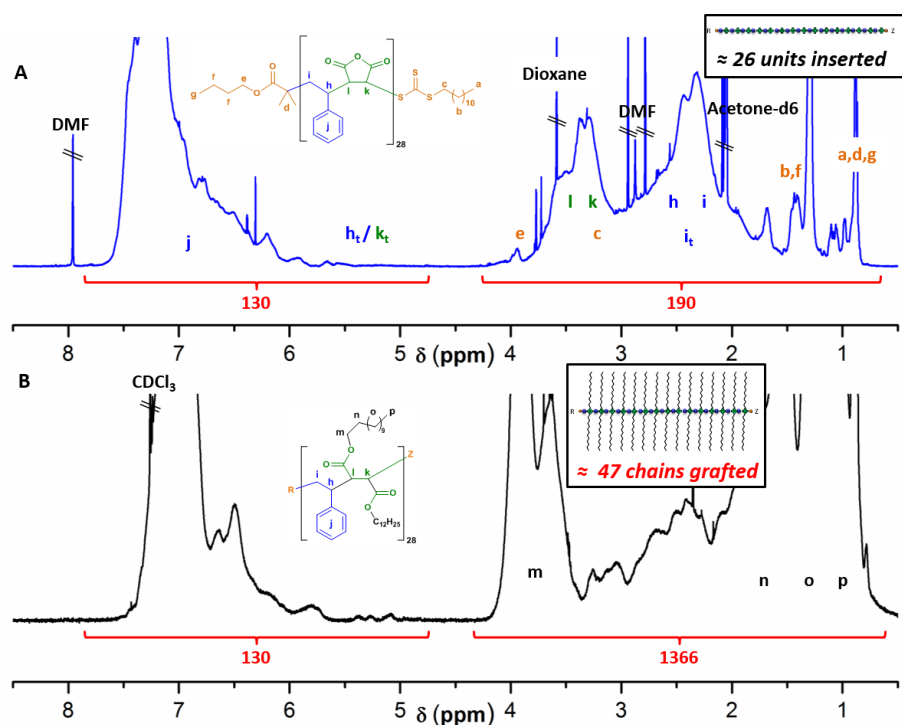 A
R Z
≈ 26 units inserted
O
O
O
i
h
l
k
j
e
f
f
g
O
O
d
S
S
S
c
a
10
b
28
DMF
Dioxane
DMF
Acetone-d6
j
h_t / k_t
e
l k
c
h i
i_t
b,f
a,d,g
130
190
8 7 6 5 4 3 2 1
δ (ppm)
B
CDCl₃
n o p
9
m
O
O
Z
i
h
l
k
R
j
O
O
C₁₂H₂₅
28
R Z
≈ 47 chains grafted
m
n o p
130
1366
8 7 6 5 4 3 2 1
δ (ppm)